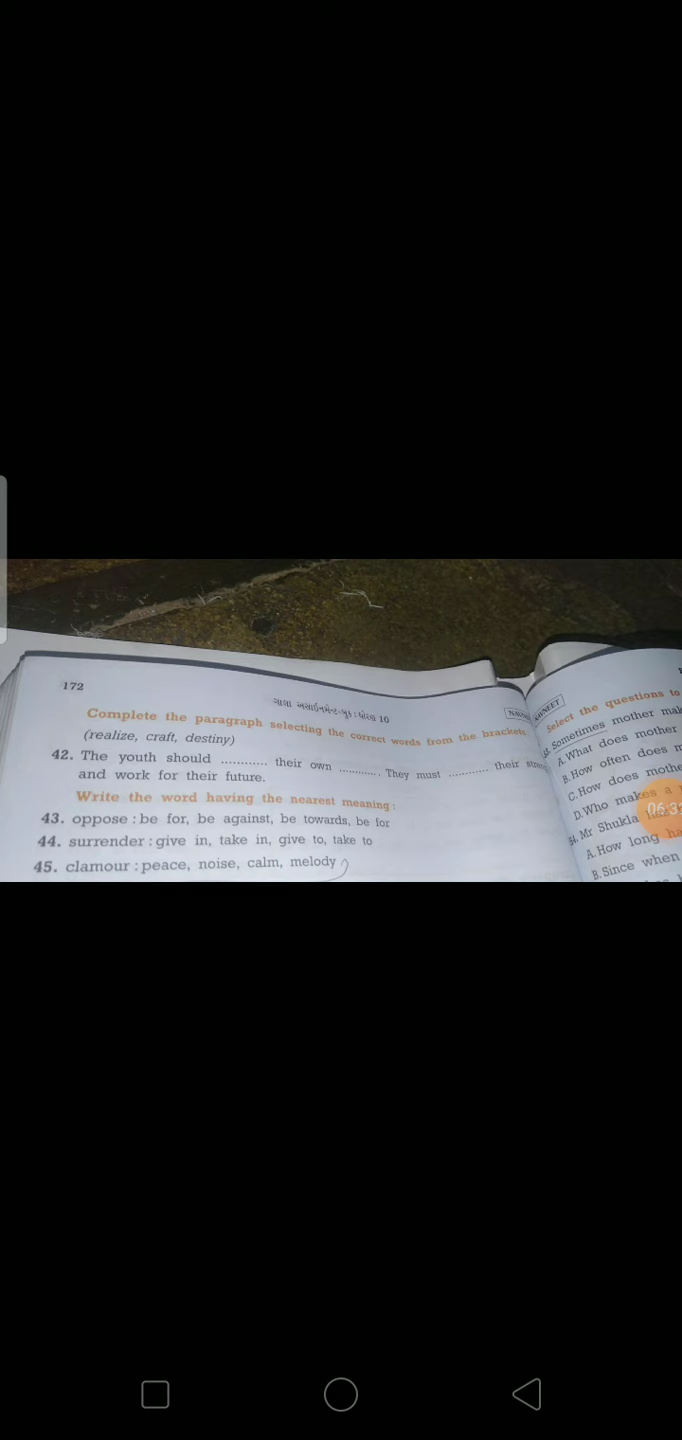 172
ગાલા અસાઇનમેન્ટ-બુક : ધોરણ 10
Complete the paragraph selecting the correct words from the brackets:
(realize, craft, destiny)
42. The youth should ............ their own ............ . They must ............ their
and work for their future.
Write the word having the nearest meaning:
43. oppose : be for, be against, be towards, be for
44. surrender : give in, take in, give to, take to
45. clamour : peace, noise, calm, melody
Select the questions to
Sometimes mother
A. What does mother
B. How often does
C. How does
D. Who makes a
Mr Shukla
A. How long
B. Since when